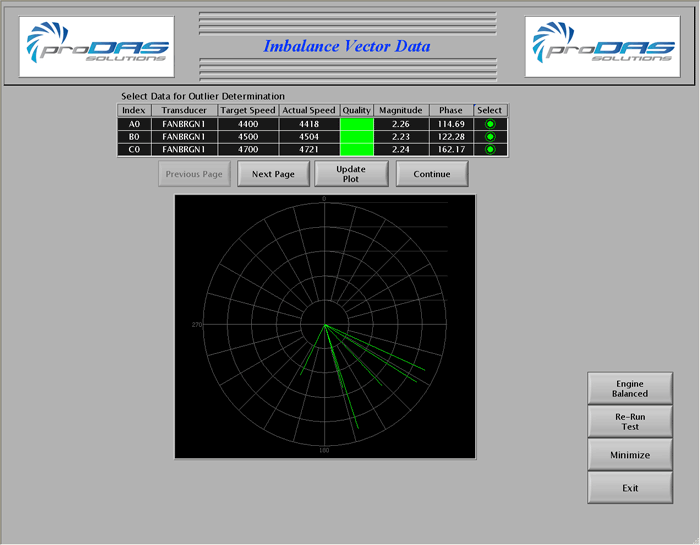 proDAS
SOLUTIONS
Imbalance Vector Data
proDAS
SOLUTIONS
Select Data for Outlier Determination
Index Transducer Target Speed Actual Speed Quality Magnitude Phase Select
A0 FANBRGN1 4400 4418 2.26 114.69
B0 FANBRGN1 4500 4504 2.23 122.28
C0 FANBRGN1 4700 4721 2.24 162.17
Previous Page Next Page Update Plot Continue
0
270
180
Engine
Balanced
Re-Run
Test
Minimize
Exit